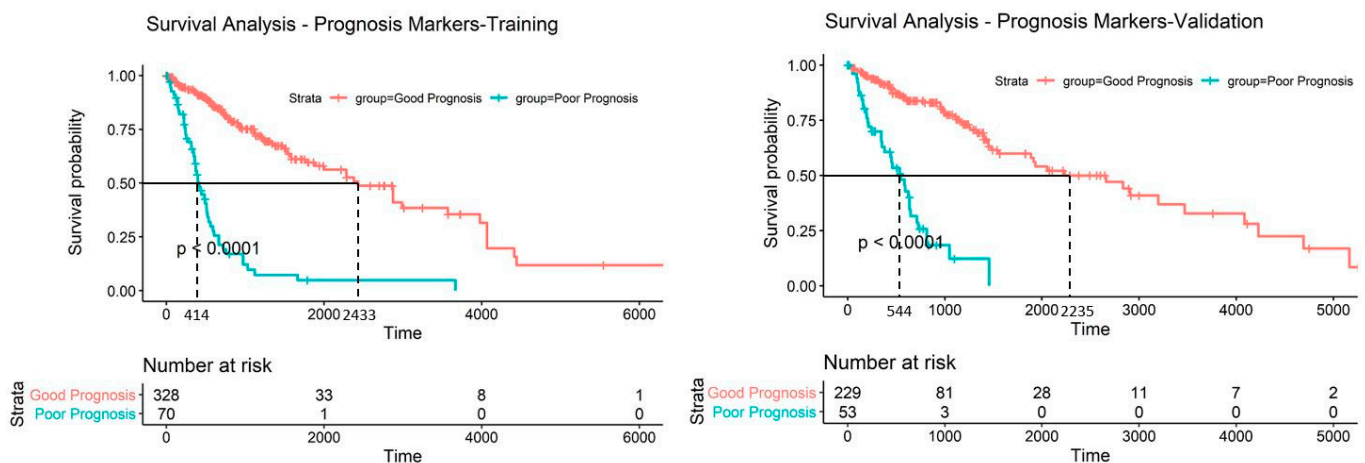 Survival Analysis - Prognosis Markers-Training
Strata group=Good Prognosis group=Poor Prognosis
Survival probability
1.00
0.75
0.50
0.25
0.00
p < 0.0001
0 414 2000 2433 4000 6000
Time
Number at risk
Strata
Good Prognosis 328 33 8 1
Poor Prognosis 70 1 0 0
0 2000 4000 6000
Time
Survival Analysis - Prognosis Markers-Validation
Strata group=Good Prognosis group=Poor Prognosis
Survival probability
1.00
0.75
0.50
0.25
0.00
p < 0.0001
0 544 1000 2000 2235 3000 4000 5000
Time
Number at risk
Strata
Good Prognosis 229 81 28 11 7 2
Poor Prognosis 53 3 0 0 0 0
0 1000 2000 3000 4000 5000
Time